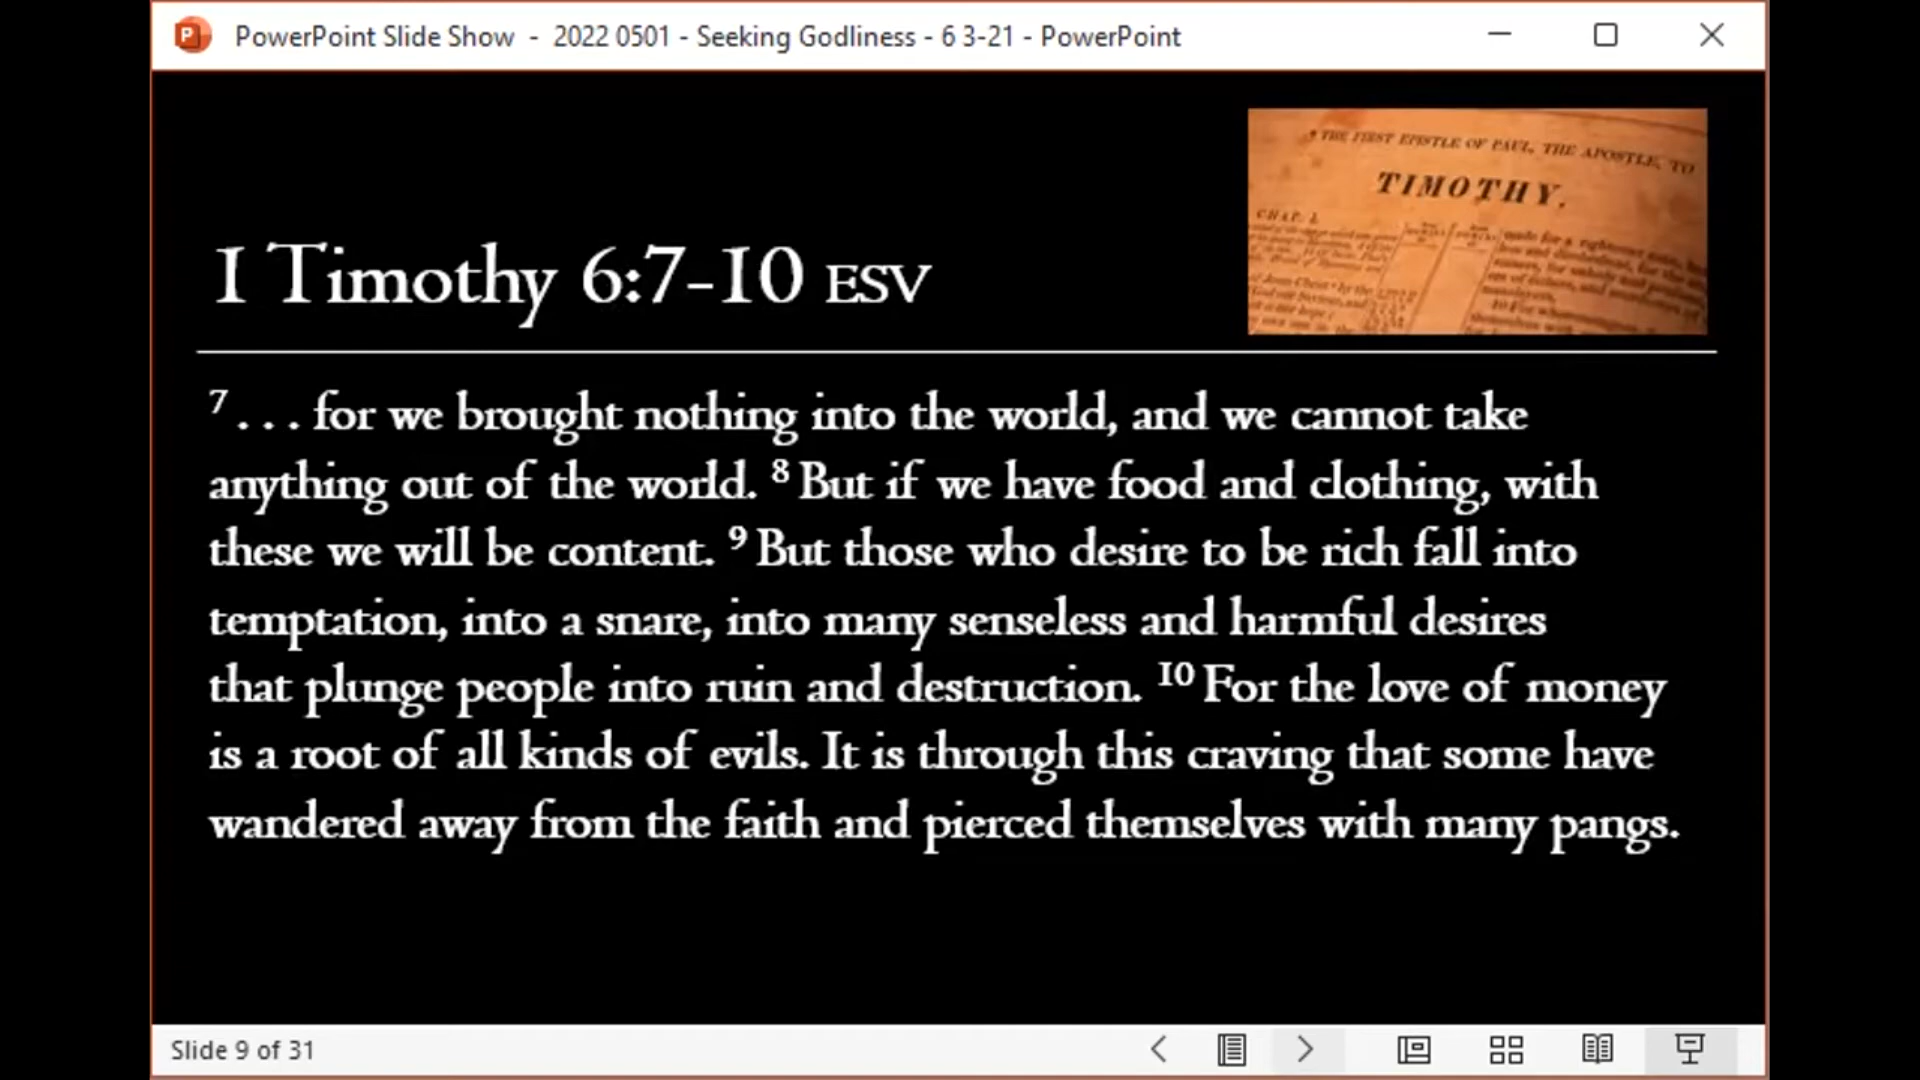 PowerPoint Slide Show - 2022 0501 - Seeking Godliness - 6 3-21 - PowerPoint
THE FIRST EPISTLE OF PAUL, THE APOSTLE, TO
TIMOTHY.
CHAP. I.
I Timothy 6:7-10 ESV
7 . . . for we brought nothing into the world, and we cannot take
anything out of the world. 8 But if we have food and clothing, with
these we will be content. 9 But those who desire to be rich fall into
temptation, into a snare, into many senseless and harmful desires
that plunge people into ruin and destruction. 10 For the love of money
is a root of all kinds of evils. It is through this craving that some have
wandered away from the faith and pierced themselves with many pangs.
Slide 9 of 31